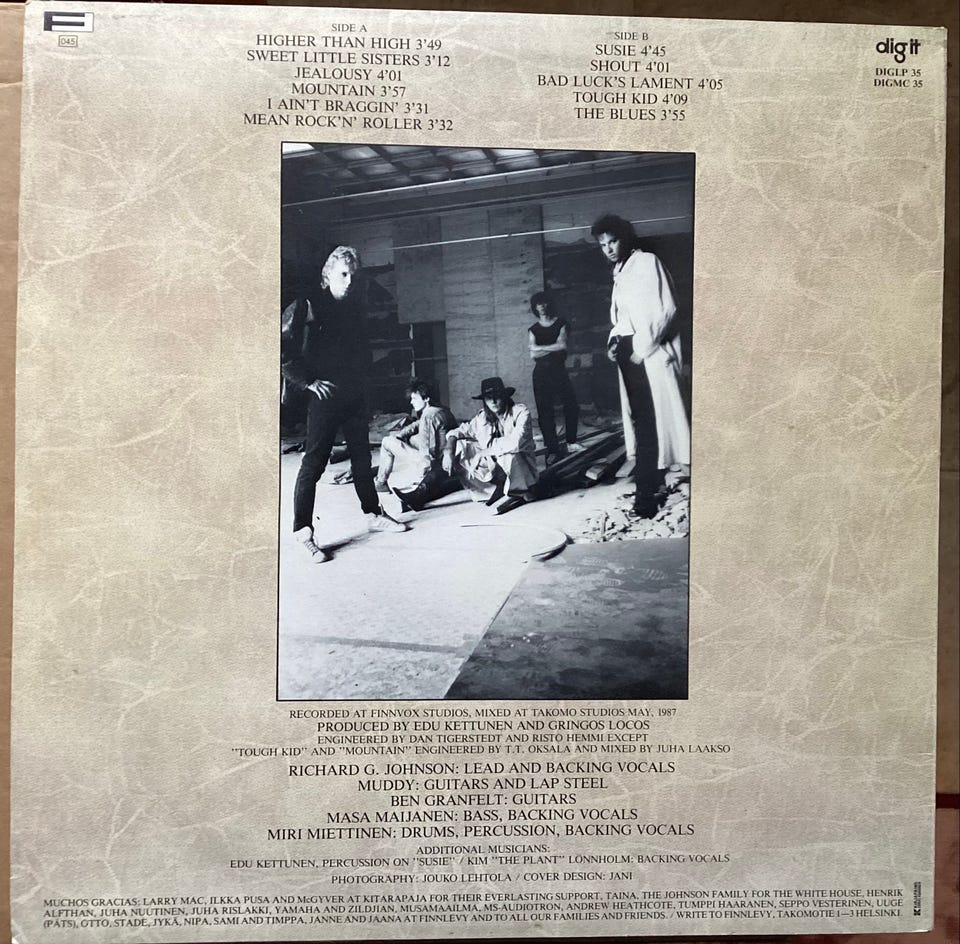 045
SIDE A
HIGHER THAN HIGH 3'49
SWEET LITTLE SISTERS 3'12
JEALOUSY 4'01
MOUNTAIN 3'57
I AIN'T BRAGGIN' 3'31
MEAN ROCK'N' ROLLER 3'32
SIDE B
SUSIE 4'45
SHOUT 4'01
BAD LUCK'S LAMENT 4'05
TOUGH KID 4'09
THE BLUES 3'55
digit
DIGLP 35
DIGMC 35
RECORDED AT FINNVOX STUDIOS, MIXED AT TAKOMO STUDIOS MAY, 1987
PRODUCED BY EDU KETTUNEN AND GRINGOS LOCOS
ENGINEERED BY DAN TIGERSTEDT AND RISTO HEMMI EXCEPT
"TOUGH KID" AND "MOUNTAIN" ENGINEERED BY T.T. OKSALA AND MIXED BY JUHA LAAKSO
RICHARD G. JOHNSON: LEAD AND BACKING VOCALS
MUDDY: GUITARS AND LAP STEEL
BEN GRANFELT: GUITARS
MASA MAIJANEN: BASS, BACKING VOCALS
MIRI MIETTINEN: DRUMS, PERCUSSION, BACKING VOCALS
ADDITIONAL MUSICIANS:
EDU KETTUNEN, PERCUSSION ON "SUSIE" / KIM "THE PLANT" LÖNNHOLM: BACKING VOCALS
PHOTOGRAPHY: JOUKO LEHTOLA / COVER DESIGN: JANI
MUCHOS GRACIAS: LARRY MAC, ILKKA PUSA AND McGYVER AT KITARAPAJA FOR THEIR EVERLASTING SUPPORT, TAINA, THE JOHNSON FAMILY FOR THE WHITE HOUSE, HENRIK
ALFTHAN, JUHA NUUTINEN, JUHA RISLAKKI, YAMAHA AND ZILDJIAN, MUSAMAAILMA, MS-AUDIOTRON, ANDREW HEATHCOTE, TUMPPI HAARANEN, SEPPO VESTERINEN, UUGE
(PÄTS), OTTO, STADE, JYKÄ, NIPA, SAMI AND TIMPPA, JANNE AND JAANA AT FINNLEVY AND TO ALL OUR FAMILIES AND FRIENDS. / WRITE TO FINNLEVY, TAKOMOTIE 1—3 HELSINKI.